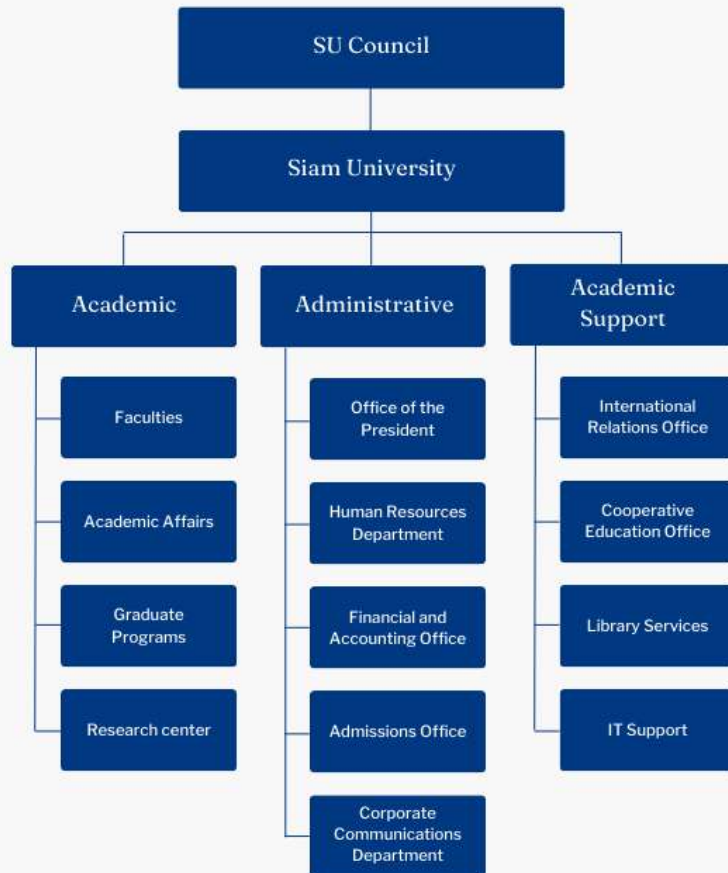 SU Council
Siam University
Academic
Faculties
Academic Affairs
Graduate
Programs
Research center
Administrative
Office of the
President
Human Resources
Department
Financial and
Accounting Office
Admissions Office
Corporate
Communications
Department
Academic
Support
International
Relations Office
Cooperative
Education Office
Library Services
IT Support